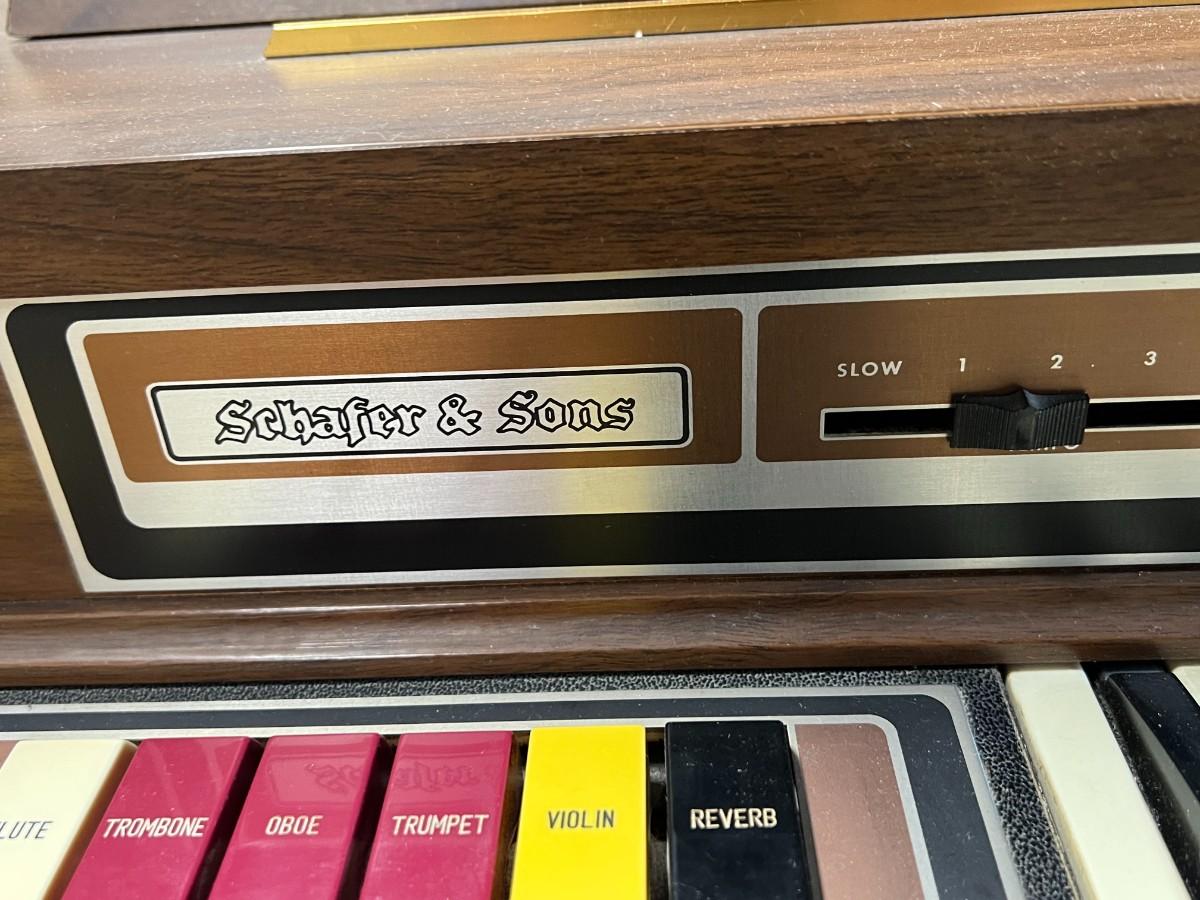 Schafer & Sons
SLOW 1 2 3
LUTE TROMBONE OBOE TRUMPET VIOLIN REVERB